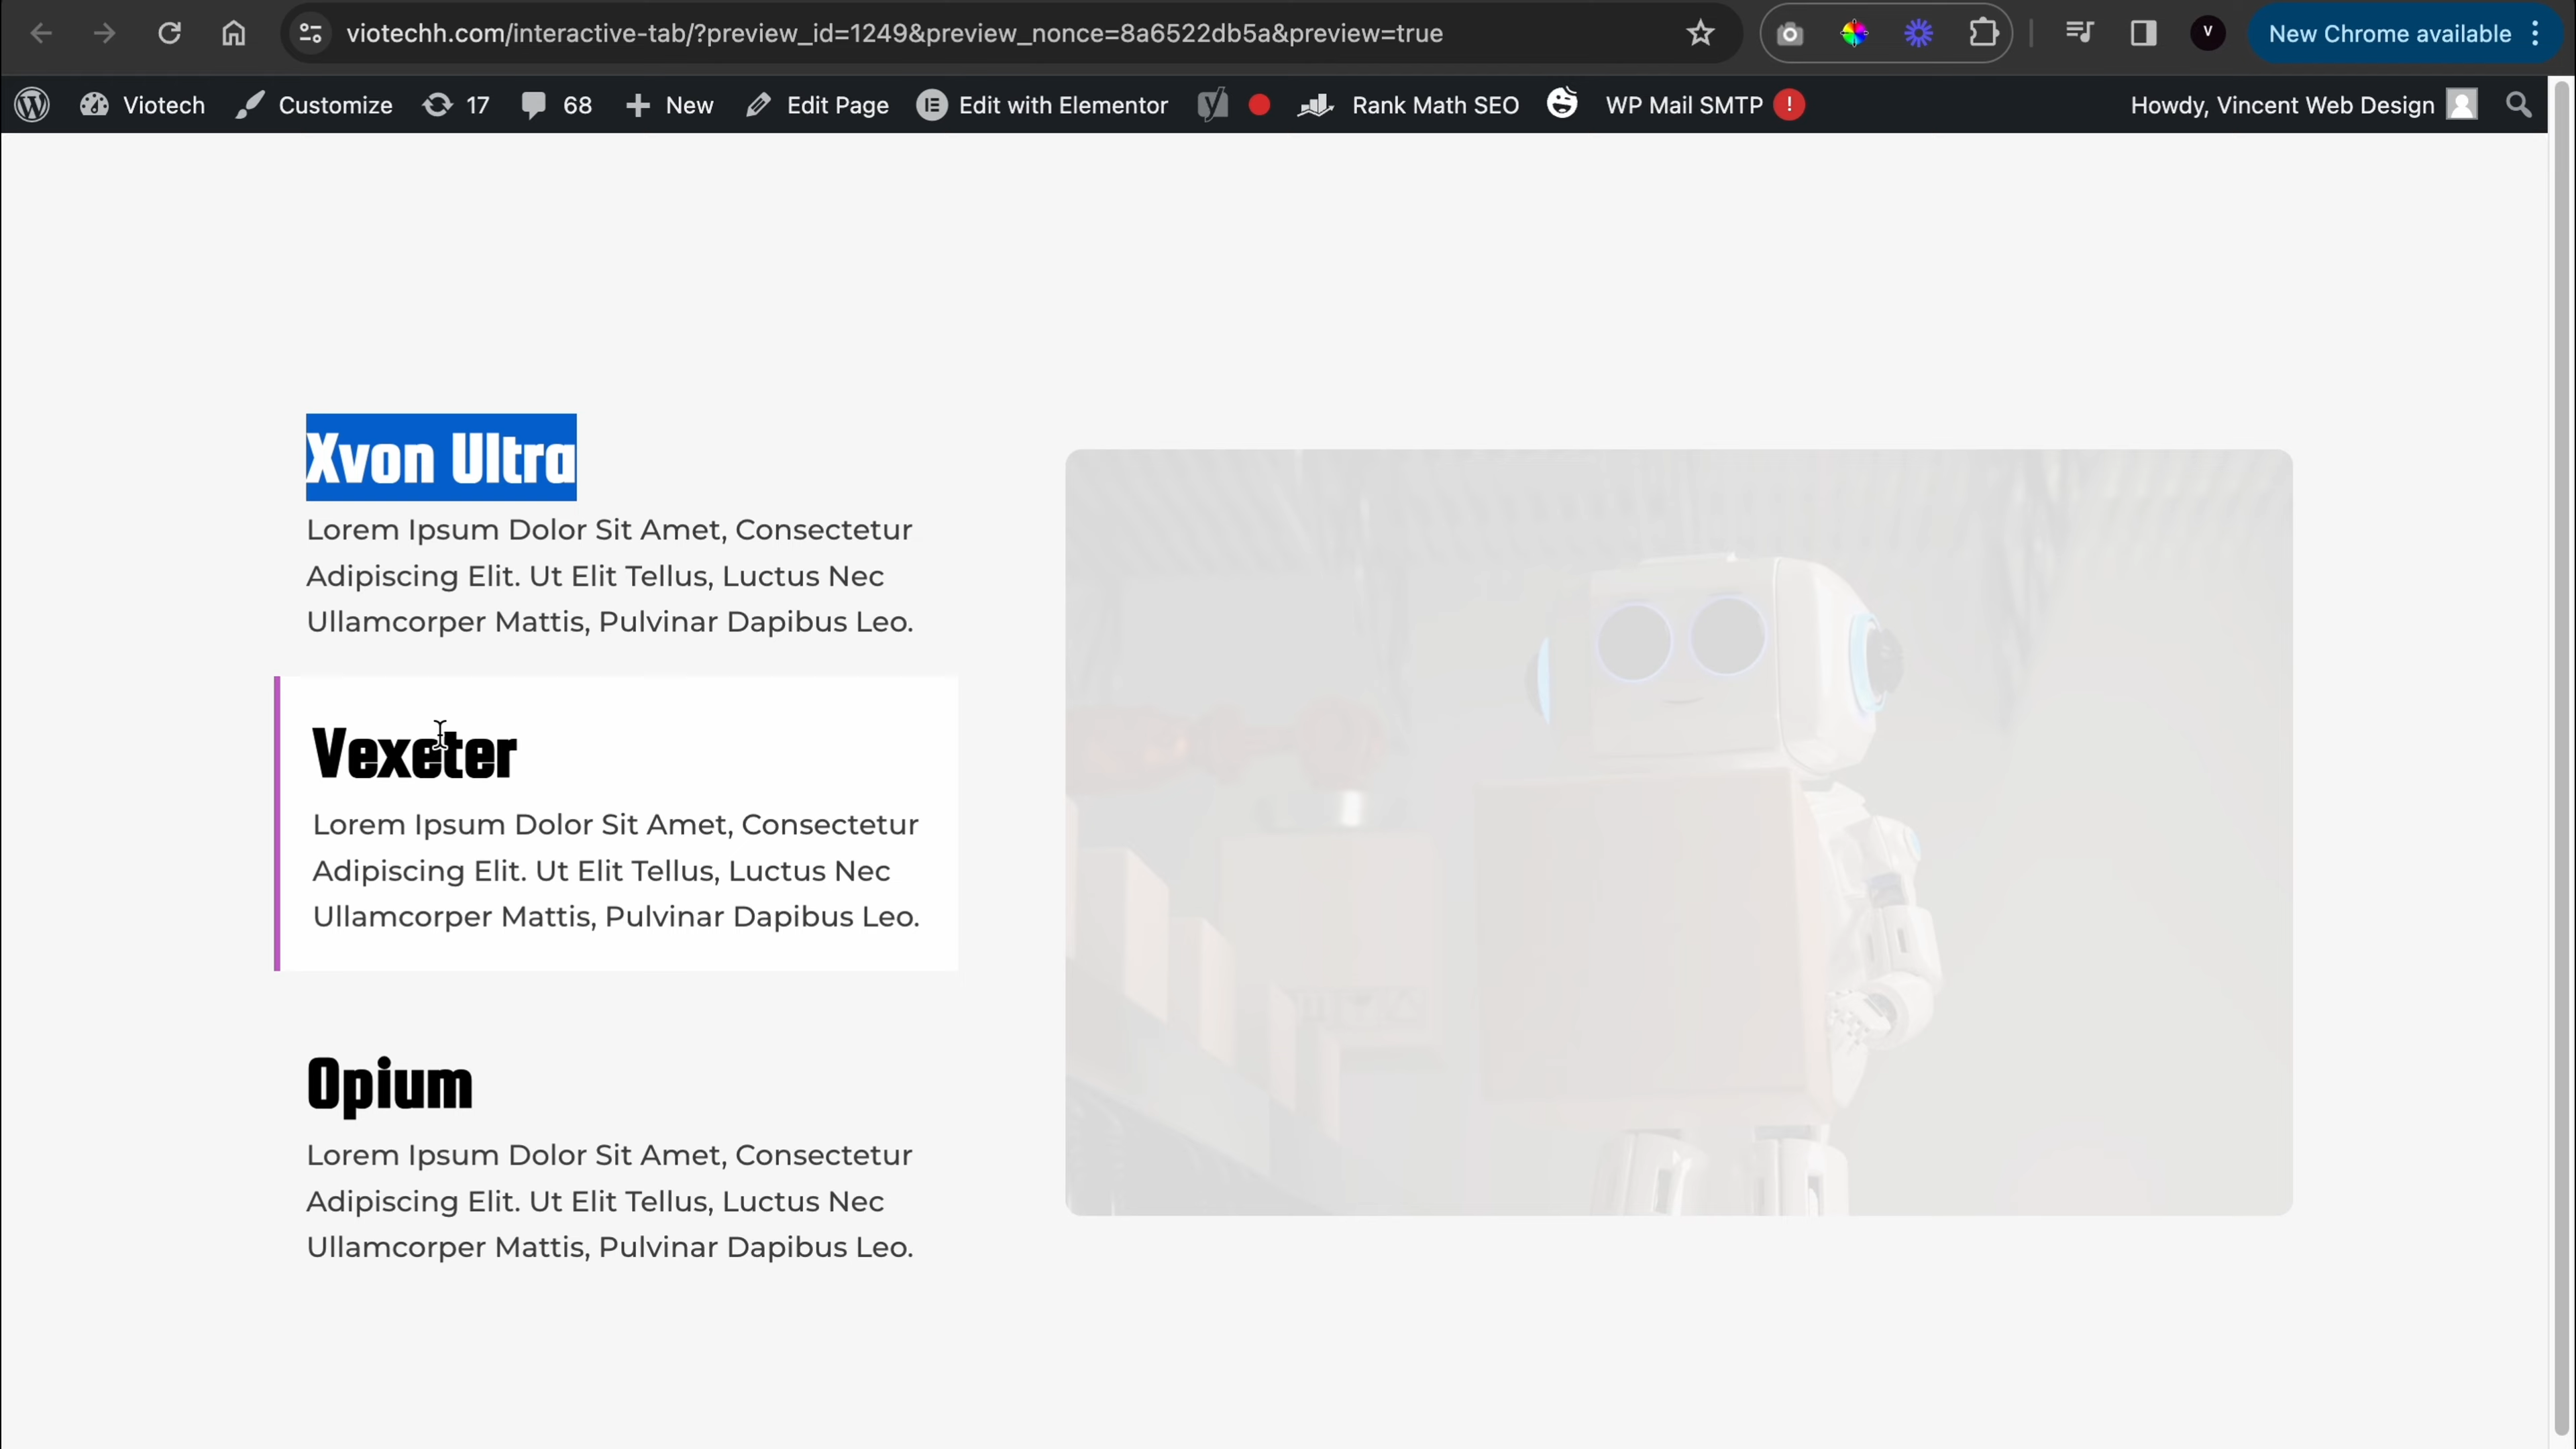 viotechh.com/interactive-tab/?preview_id=1249&preview_nonce=8a6522db5a&preview=true
V
New Chrome available
Viotech
Customize
17
68
New
Edit Page
Edit with Elementor
Rank Math SEO
WP Mail SMTP
!
Howdy, Vincent Web Design
Xvon Ultra
Lorem Ipsum Dolor Sit Amet, Consectetur
Adipiscing Elit. Ut Elit Tellus, Luctus Nec
Ullamcorper Mattis, Pulvinar Dapibus Leo.
Vexeter
Lorem Ipsum Dolor Sit Amet, Consectetur
Adipiscing Elit. Ut Elit Tellus, Luctus Nec
Ullamcorper Mattis, Pulvinar Dapibus Leo.
Opium
Lorem Ipsum Dolor Sit Amet, Consectetur
Adipiscing Elit. Ut Elit Tellus, Luctus Nec
Ullamcorper Mattis, Pulvinar Dapibus Leo.